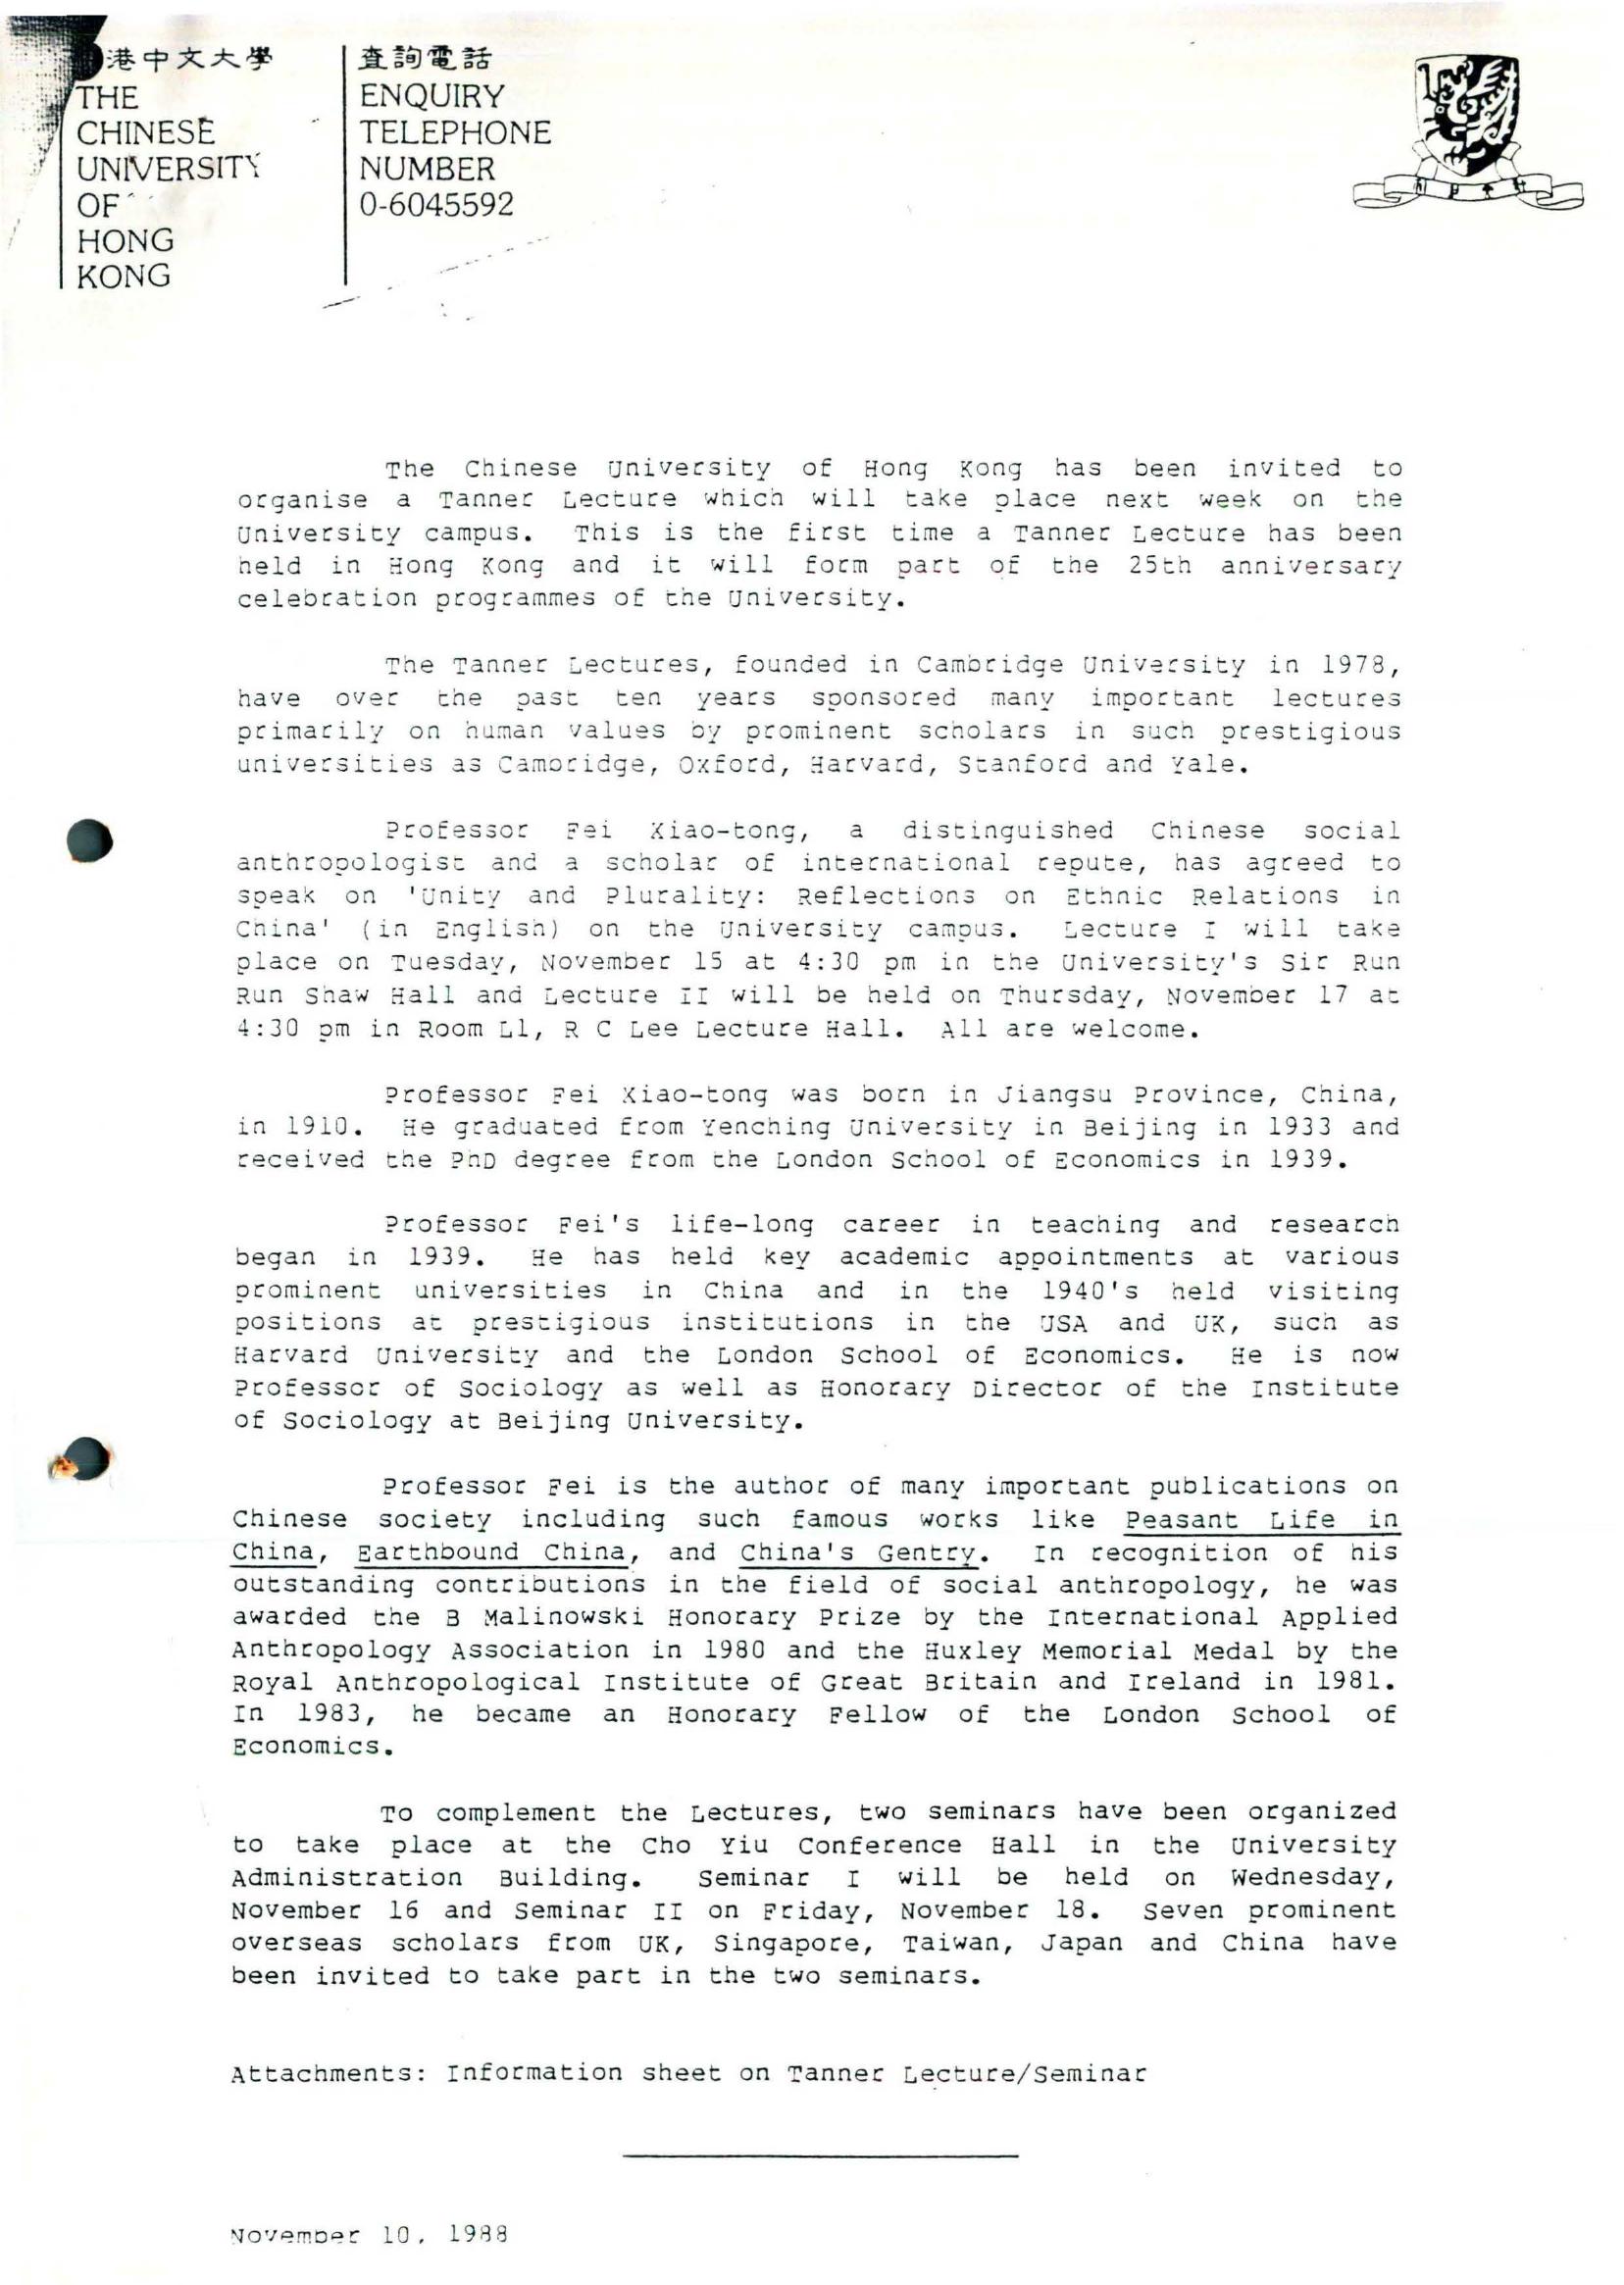 港中文大學
THE
CHINESE
UNIVERSITY
OF
HONG
KONG
查詢電話
ENQUIRY
TELEPHONE
NUMBER
0-6045592
The Chinese University of Hong Kong has been invited to
organise a Tanner Lecture which will take place next week on the
University campus. This is the first time a Tanner Lecture has been
held in Hong Kong and it will form part of the 25th anniversary
celebration programmes of the University.
The Tanner Lectures, founded in Cambridge University in 1978,
have over the past ten years sponsored many important lectures
primarily on human values by prominent scholars in such prestigious
universities as Cambridge, Oxford, Harvard, Stanford and Yale.
Professor Fei Xiao-tong, a distinguished Chinese social
anthropologist and a scholar of international repute, has agreed to
speak on 'Unity and Plurality: Reflections on Ethnic Relations in
China' (in English) on the University campus. Lecture I will take
place on Tuesday, November 15 at 4:30 pm in the University's Sir Run
Run Shaw Hall and Lecture II will be held on Thursday, November 17 at
4:30 pm in Room L1, R C Lee Lecture Hall. All are welcome.
Professor Fei Xiao-tong was born in Jiangsu Province, China,
in 1910. He graduated from Yenching University in Beijing in 1933 and
received the PhD degree from the London School of Economics in 1939.
Professor Fei's life-long career in teaching and research
began in 1939. He has held key academic appointments at various
prominent universities in China and in the 1940's held visiting
positions at prestigious institutions in the USA and UK, such as
Harvard University and the London School of Economics. He is now
Professor of Sociology as well as Honorary Director of the Institute
of Sociology at Beijing University.
Professor Fei is the author of many important publications on
Chinese society including such famous works like Peasant Life in
China, Earthbound China, and China's Gentry. In recognition of his
outstanding contributions in the field of social anthropology, he was
awarded the B Malinowski Honorary Prize by the International Applied
Anthropology Association in 1980 and the Huxley Memorial Medal by the
Royal Anthropological Institute of Great Britain and Ireland in 1981.
In 1983, he became an Honorary Fellow of the London School of
Economics.
To complement the Lectures, two seminars have been organized
to take place at the Cho Yiu Conference Hall in the University
Administration Building. Seminar I will be held on Wednesday,
November 16 and Seminar II on Friday, November 18. Seven prominent
overseas scholars from UK, Singapore, Taiwan, Japan and China have
been invited to take part in the two seminars.
Attachments: Information sheet on Tanner Lecture/Seminar
November 10, 1988